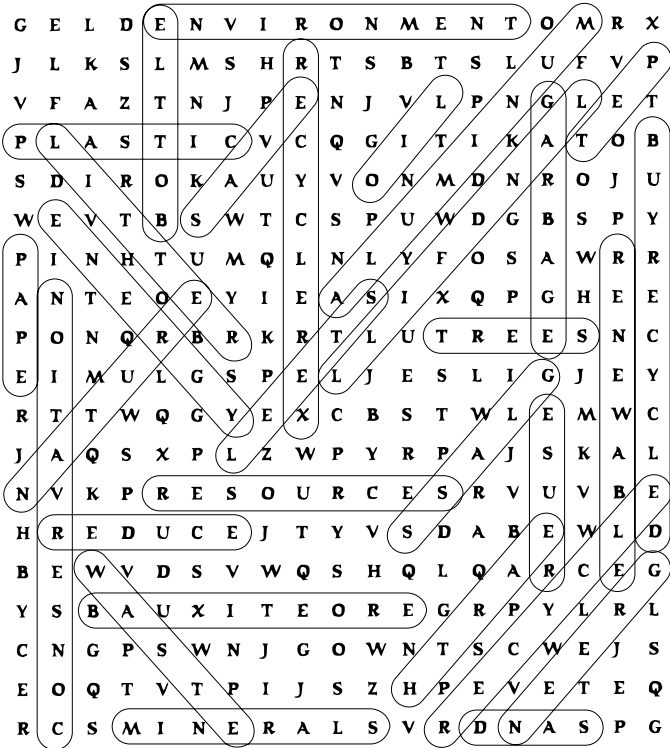 G E L D E N V I R O N M E N T O M R X
J L K S L M S H R T S B T S L U F V P
V F A Z T N J P E N J V L P N G L E T
P L A S T I C V C Q G I T I K A T O B
S D I R O K A U Y V O N M D N R O J U
W E V T B S W T C S P U W D G B S P Y
P I N H T U M Q L N L Y F O S A W R R
A N T E O E Y I E A S I X Q P G H E E
P O N Q R B R K R T L U T R E E S N C
E I M U L G S P E L J E S L I G J E Y
R T T W Q G Y E X C B S T W L E M W C
J A Q S X P L Z W P Y R P A J S K A L
N V K P R E S O U R C E S R V U V B E
H R E D U C E J T Y V S D A B E W L D
B E W V D S V W Q S H Q L Q A R C E G
Y S B A U X I T E O R E G R P Y L R L
C N G P S W N J G O W N T S C W E J S
E O Q T V T P I J S Z H P E V E T E Q
R C S M I N E R A L S V R D N A S P G